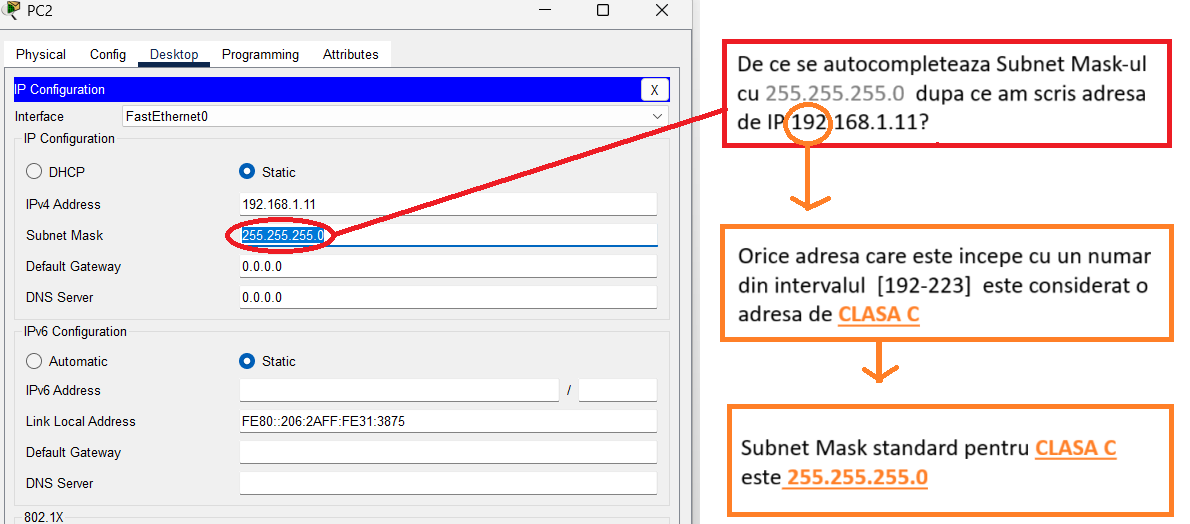 PC2
Physical Config Desktop Programming Attributes
IP Configuration
X
Interface FastEthernet0
IP Configuration
DHCP Static
IPv4 Address 192.168.1.11
Subnet Mask 255.255.255.0
Default Gateway 0.0.0.0
DNS Server 0.0.0.0
IPv6 Configuration
Automatic Static
IPv6 Address /
Link Local Address FE80::206:2AFF:FE31:3875
Default Gateway
DNS Server
802.1X
De ce se autocompleteaza Subnet Mask-ul
cu 255.255.255.0 dupa ce am scris adresa
de IP 192.168.1.11?
Orice adresa care este incepe cu un numar
din intervalul [192-223] este considerat o
adresa de CLASA C
Subnet Mask standard pentru CLASA C
este 255.255.255.0